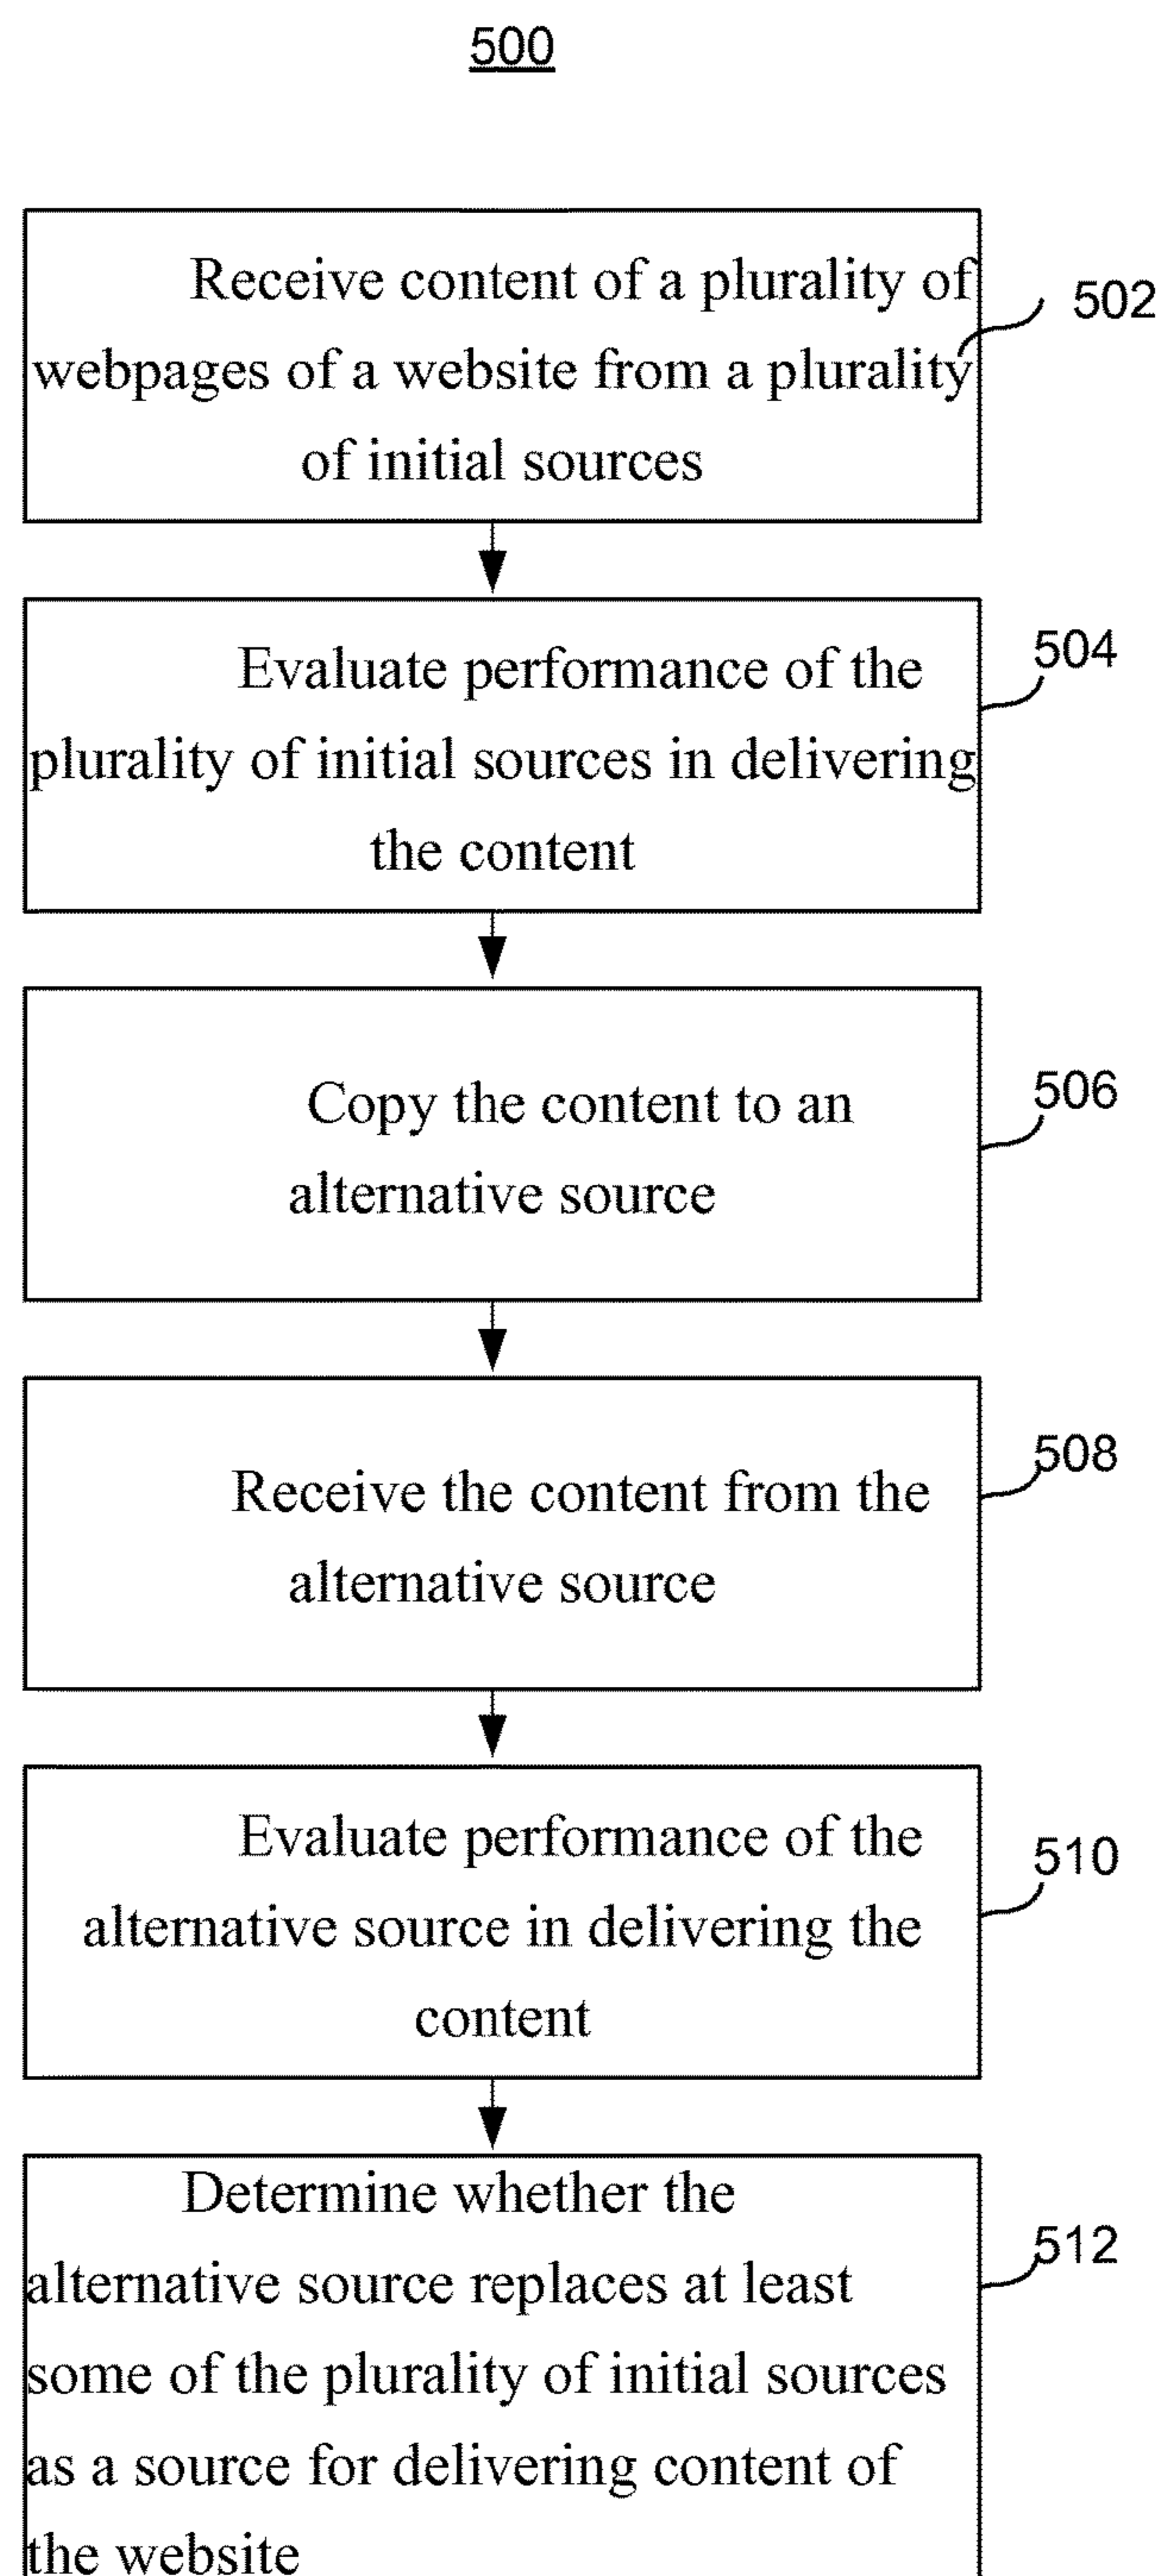 500
Receive content of a plurality of
webpages of a website from a plurality
of initial sources
502
Evaluate performance of the
plurality of initial sources in delivering
the content
504
Copy the content to an
alternative source
506
Receive the content from the
alternative source
508
Evaluate performance of the
alternative source in delivering the
content
510
Determine whether the
alternative source replaces at least
some of the plurality of initial sources
as a source for delivering content of
the website
512